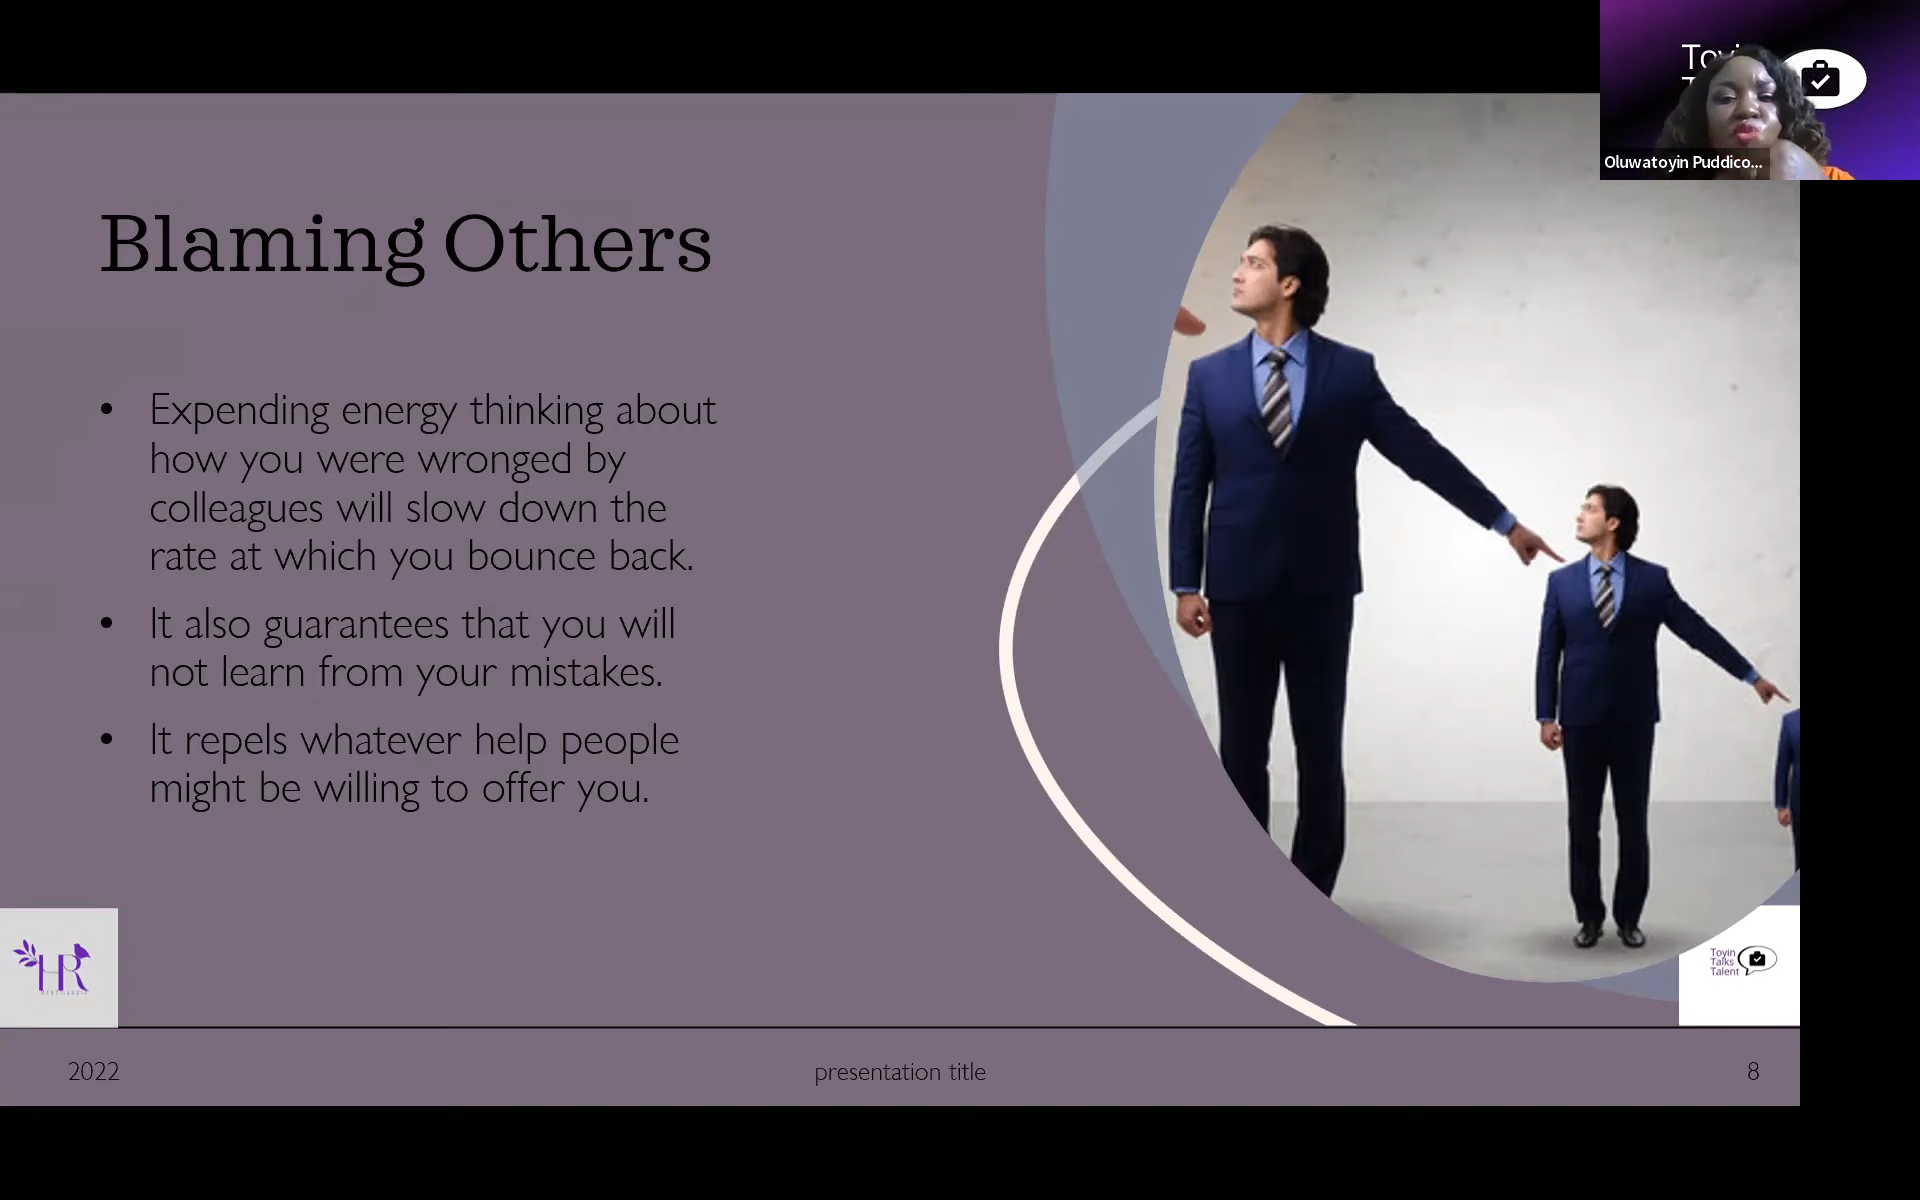 Toyin
Oluwatoyin Puddico...
Blaming Others
• Expending energy thinking about
how you were wronged by
colleagues will slow down the
rate at which you bounce back.
• It also guarantees that you will
not learn from your mistakes.
• It repels whatever help people
might be willing to offer you.
HR
Toyin
Talks
Talent
2022
presentation title
8